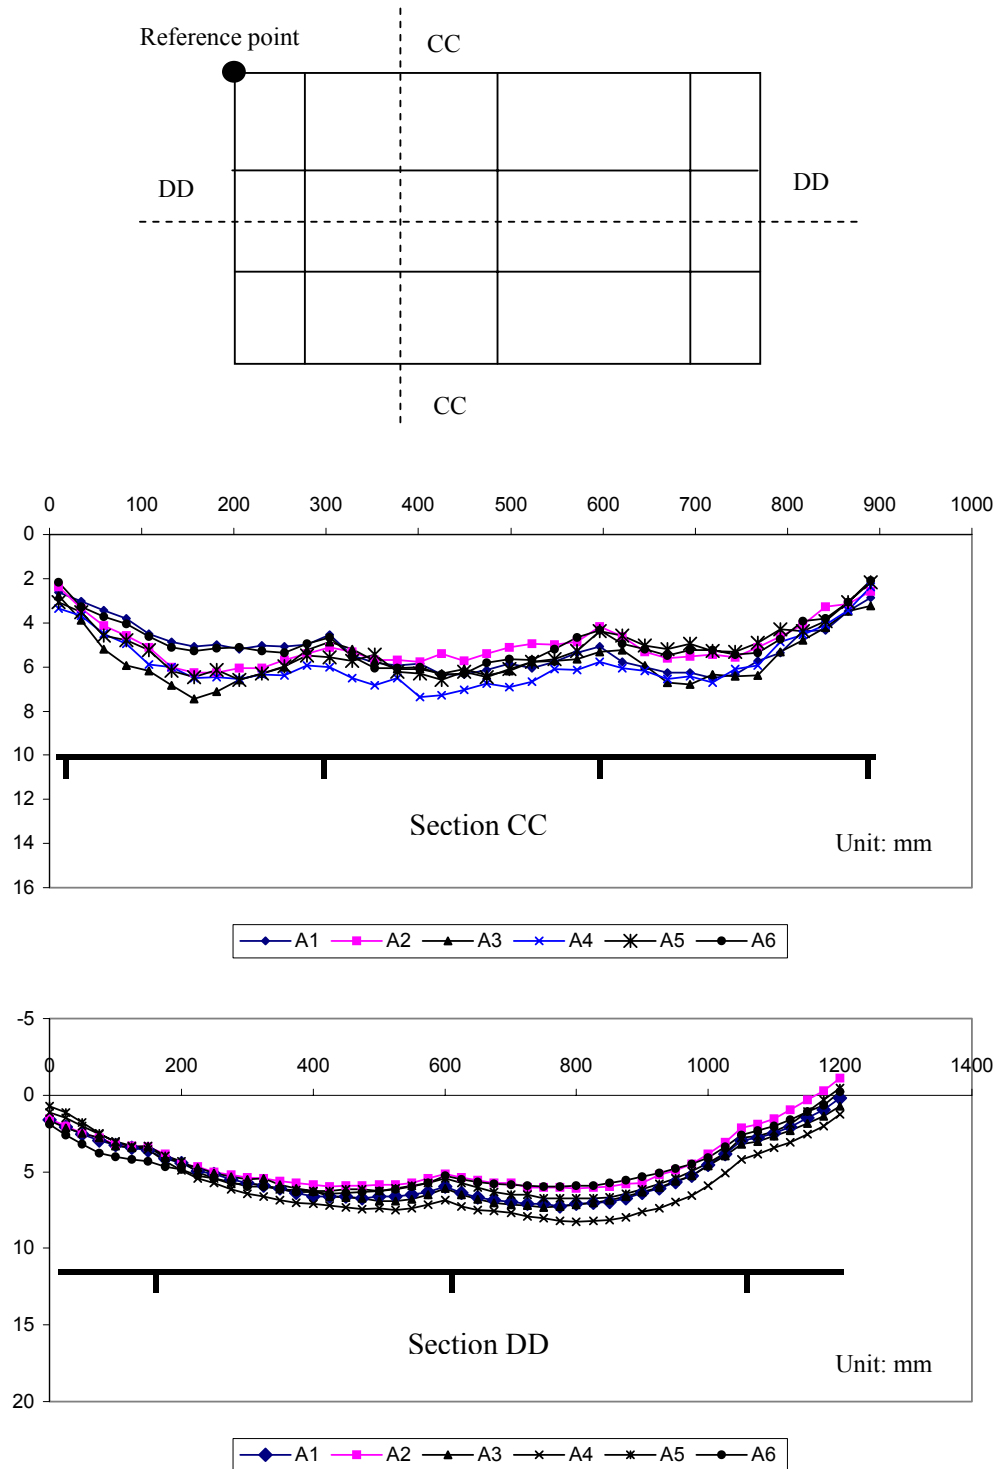 Reference point
CC
DD
DD
CC
0 100 200 300 400 500 600 700 800 900 1000
0
2
4
6
8
10
12
14
16
Section CC
Unit: mm
A1 A2 A3 A4 A5 A6
-5
0 200 400 600 800 1000 1200 1400
0
5
10
15
20
Section DD
Unit: mm
A1 A2 A3 A4 A5 A6